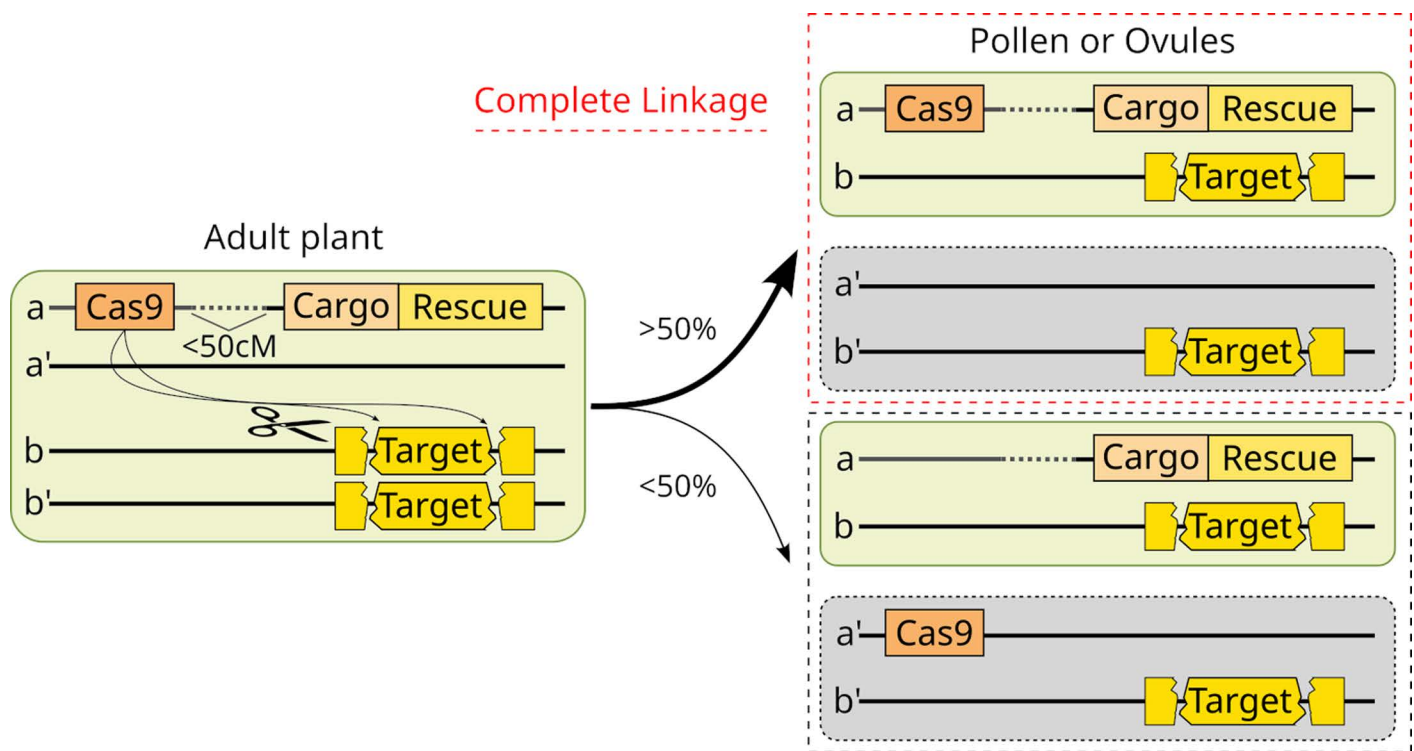 Pollen or Ovules
Complete Linkage
a Cas9 Cargo Rescue
b Target
a'
b' Target
Adult plant
a Cas9 Cargo Rescue
<50cM
a'
b Target
b' Target
>50%
<50%
a Cargo Rescue
b Target
a' Cas9
b' Target